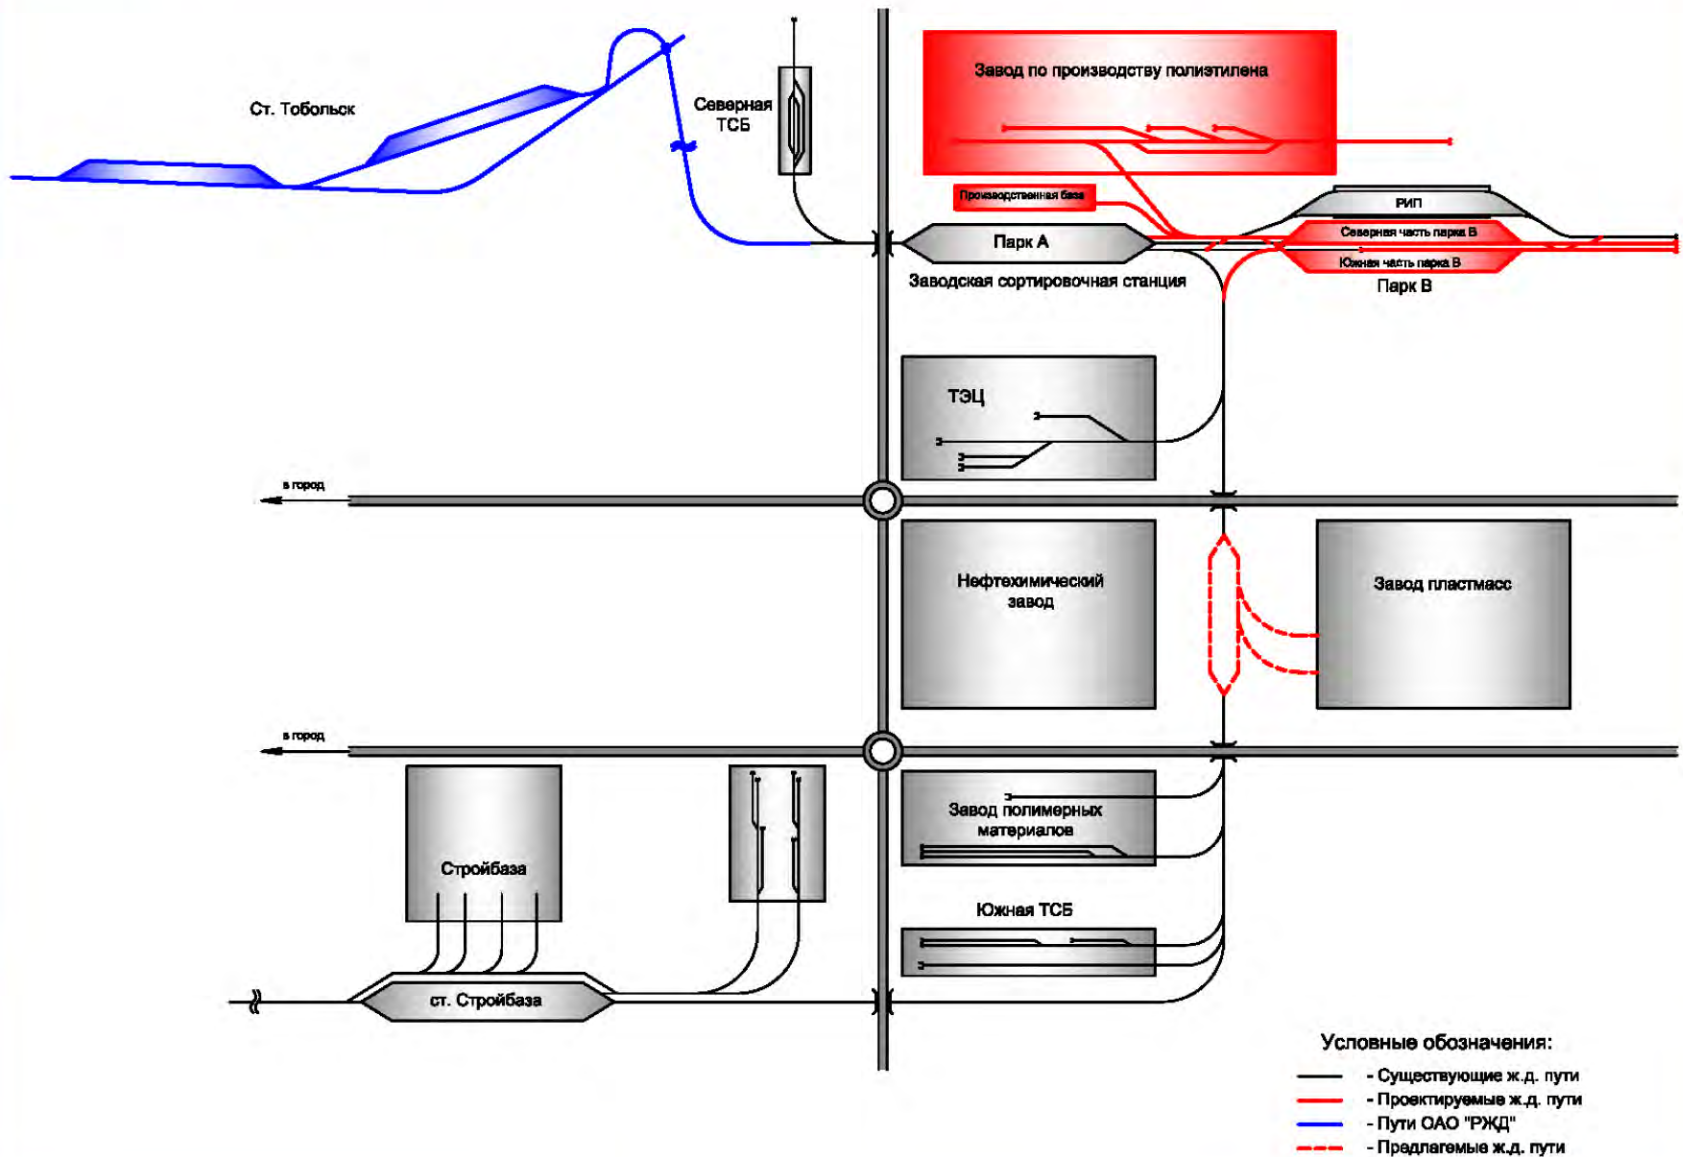 Завод по производству полиэтилена
Ст. Тобольск
Северная
ТСБ
Производственная база
РИП
Парк А
Северная часть парка В
Южная часть парка В
Заводская сортировочная станция
Парк В
ТЭЦ
в город
Нефтехимический
завод
Завод пластмасс
в город
Завод полимерных
материалов
Стройбаза
Южная ТСБ
ст. Стройбаза
Условные обозначения:
- Существующие ж.д. пути
- Проектируемые ж.д. пути
- Пути ОАО "РЖД"
- Предлагемые ж.д. пути